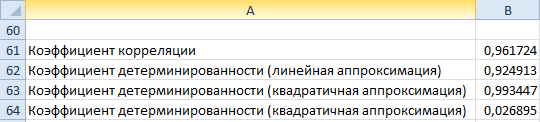 A B
60
61 Коэффициент корреляции 0,961724
62 Коэффициент детерминированности (линейная аппроксимация) 0,924913
63 Коэффициент детерминированности (квадратичная аппроксимация) 0,993447
64 Коэффициент детерминированности (квадратичная аппроксимация) 0,026895